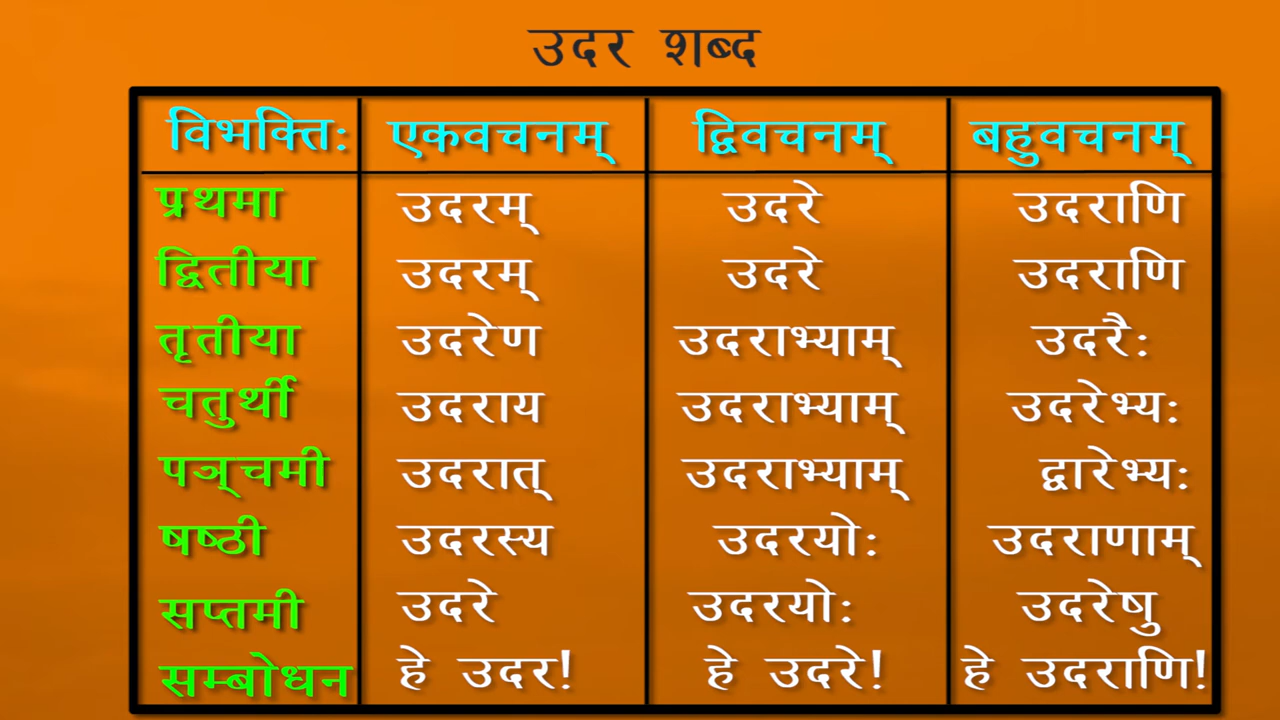 उदर शब्द
विभक्तिः एकवचनम् द्विवचनम् बहुवचनम्
प्रथमा उदरम् उदरे उदराणि
द्वितीया उदरम् उदरे उदराणि
तृतीया उदरेण उदराभ्याम् उदरैः
चतुर्थी उदराय उदराभ्याम् उदरेभ्यः
पञ्चमी उदरात् उदराभ्याम् द्वारेभ्यः
षष्ठी उदरस्य उदरयोः उदराणाम्
सप्तमी उदरे उदरयोः उदरेषु
सम्बोधन हे उदर! हे उदरे! हे उदराणि!